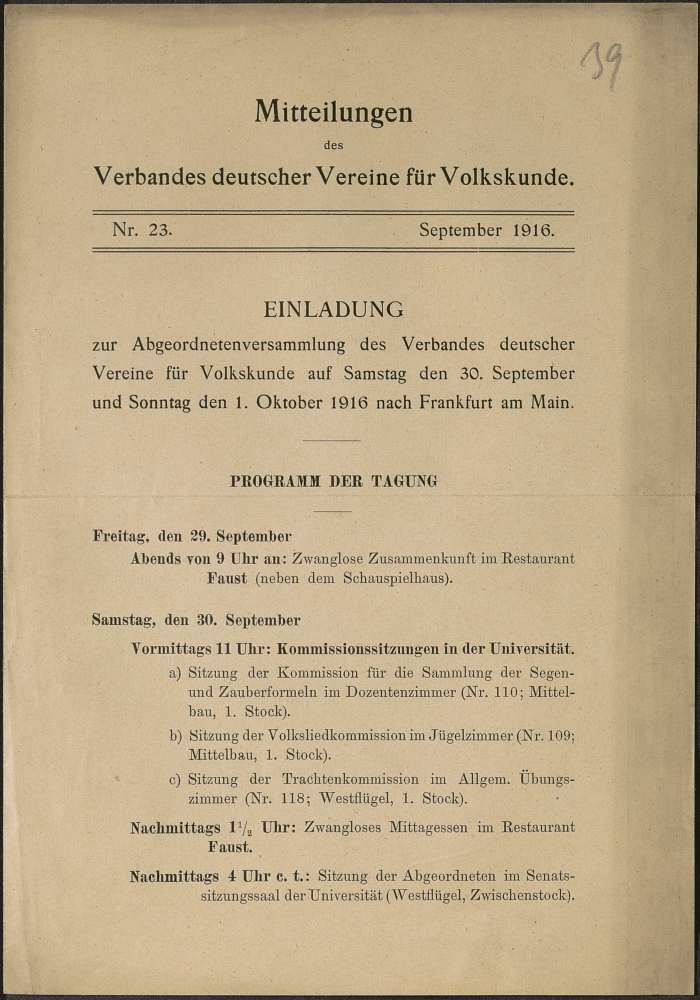 39
Mitteilungen
des
Verbandes deutscher Vereine für Volkskunde.
Nr. 23. September 1916.
EINLADUNG
zur Abgeordnetenversammlung des Verbandes deutscher
Vereine für Volkskunde auf Samstag den 30. September
und Sonntag den 1. Oktober 1916 nach Frankfurt am Main.
PROGRAMM DER TAGUNG
Freitag, den 29. September
Abends von 9 Uhr an: Zwanglose Zusammenkunft im Restaurant
Faust (neben dem Schauspielhaus).
Samstag, den 30. September
Vormittags 11 Uhr: Kommissionssitzungen in der Universität.
a) Sitzung der Kommission für die Sammlung der Segen-
und Zauberformeln im Dozentenzimmer (Nr. 110; Mittel-
bau, 1. Stock).
b) Sitzung der Volksliedkommission im Jügelzimmer (Nr. 109;
Mittelbau, 1. Stock).
c) Sitzung der Trachtenkommission im Allgem. Übungs-
zimmer (Nr. 118; Westflügel, 1. Stock).
Nachmittags 1½ Uhr: Zwangloses Mittagessen im Restaurant
Faust.
Nachmittags 4 Uhr c. t.: Sitzung der Abgeordneten im Senats-
sitzungssaal der Universität (Westflügel, Zwischenstock).